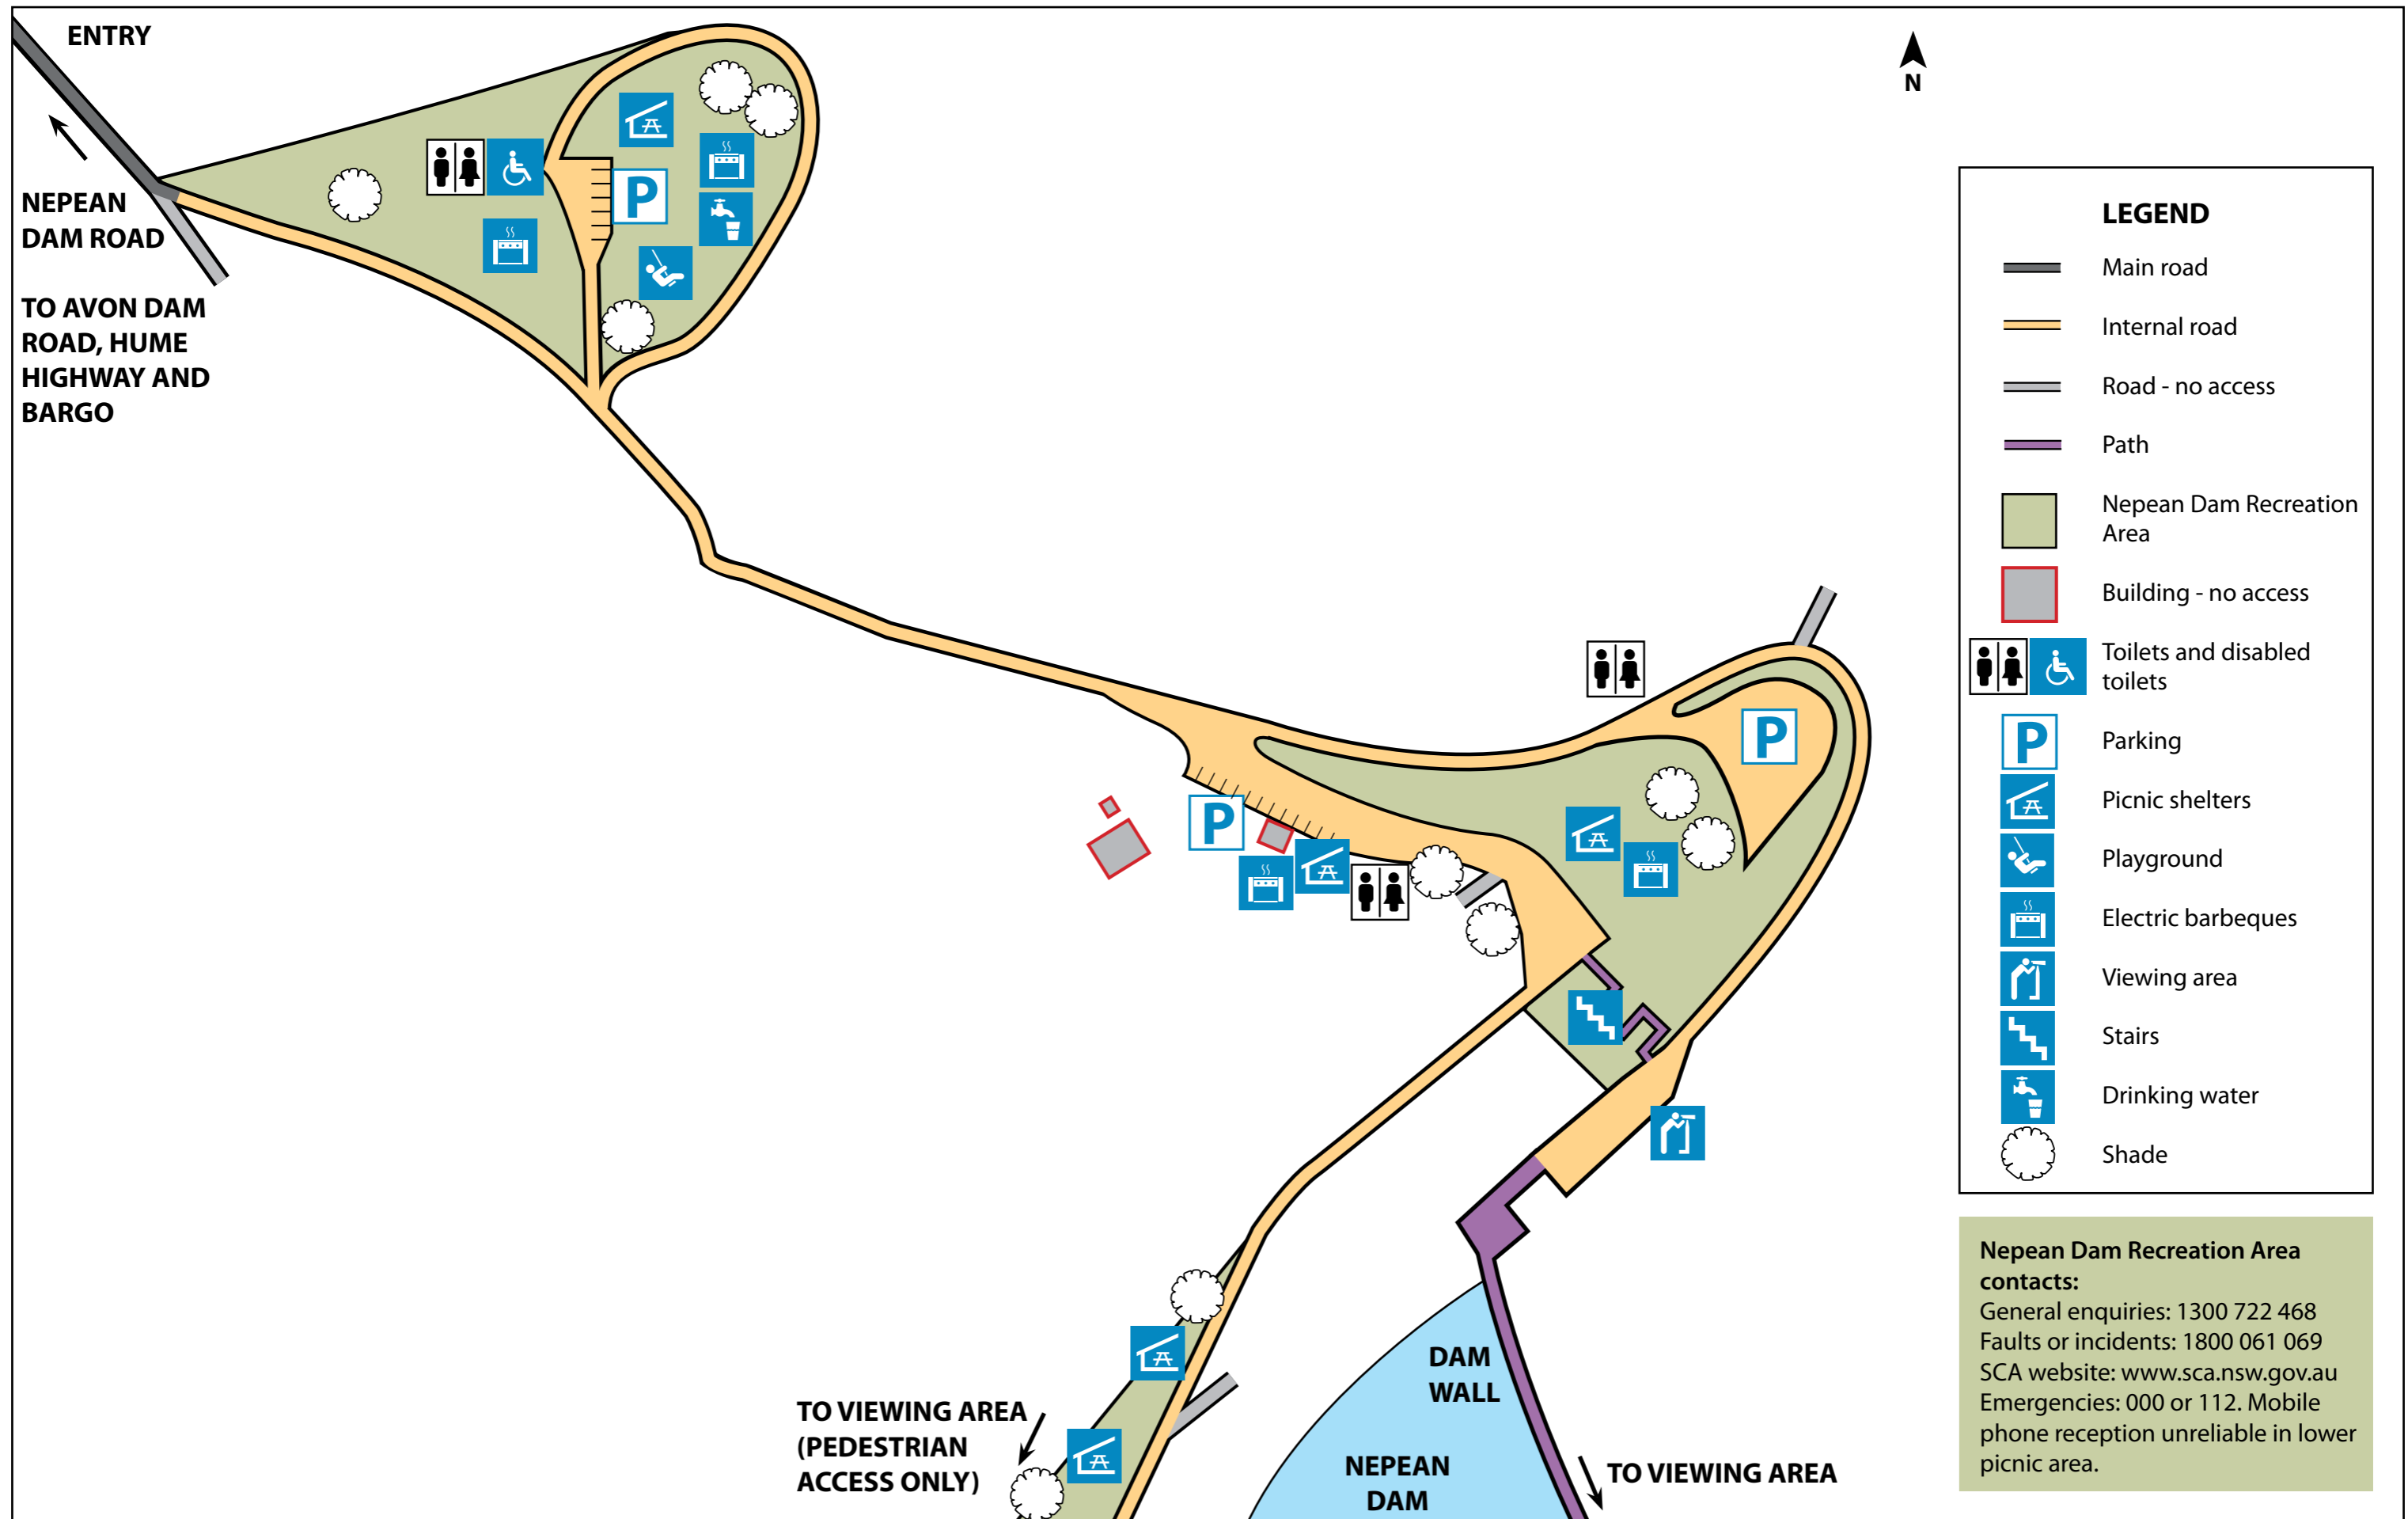 ENTRY
N
NEPEAN
DAM ROAD
TO AVON DAM
ROAD, HUME
HIGHWAY AND
BARGO
P
P
P
TO VIEWING AREA
(PEDESTRIAN
ACCESS ONLY)
DAM
WALL
NEPEAN
DAM
TO VIEWING AREA
LEGEND
Main road
Internal road
Road - no access
Path
Nepean Dam Recreation
Area
Building - no access
Toilets and disabled
toilets
P
Parking
Picnic shelters
Playground
Electric barbeques
Viewing area
Stairs
Drinking water
Shade
Nepean Dam Recreation Area
contacts:
General enquiries: 1300 722 468
Faults or incidents: 1800 061 069
SCA website: www.sca.nsw.gov.au
Emergencies: 000 or 112. Mobile
phone reception unreliable in lower
picnic area.